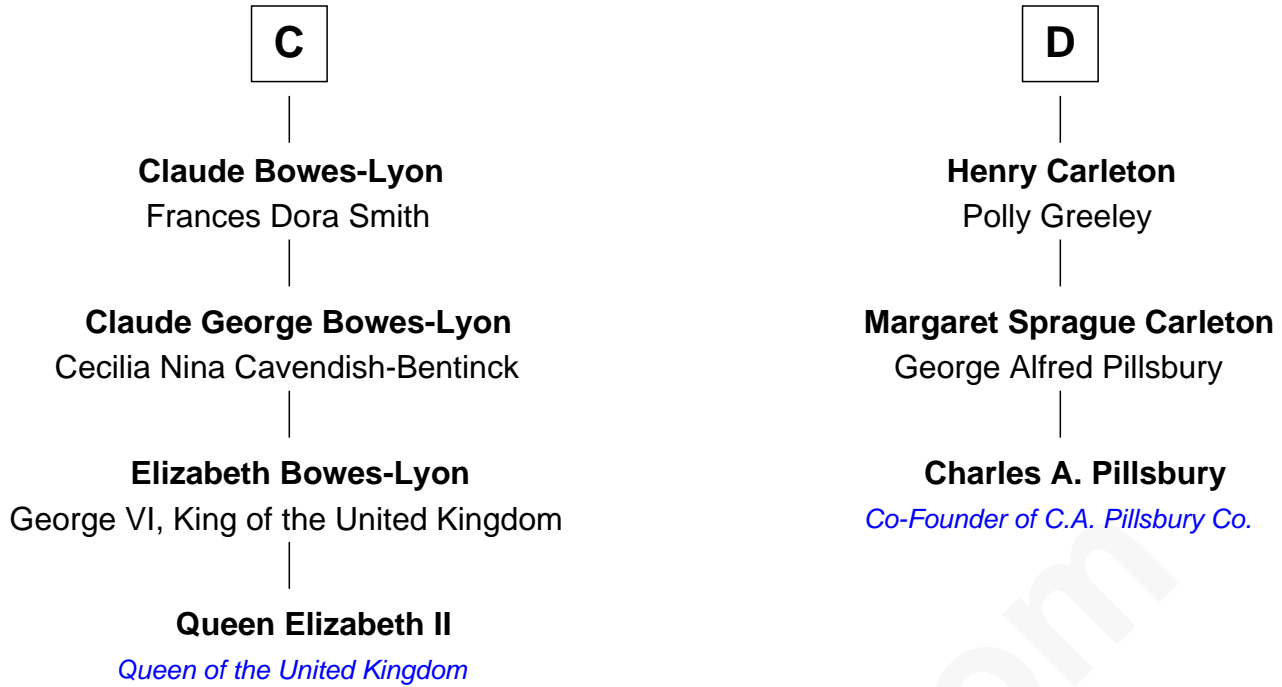 C
Claude Bowes-Lyon
Frances Dora Smith
Claude George Bowes-Lyon
Cecilia Nina Cavendish-Bentinck
Elizabeth Bowes-Lyon
George VI, King of the United Kingdom
Queen Elizabeth II
Queen of the United Kingdom
D
Henry Carleton
Polly Greeley
Margaret Sprague Carleton
George Alfred Pillsbury
Charles A. Pillsbury
Co-Founder of C.A. Pillsbury Co.
om